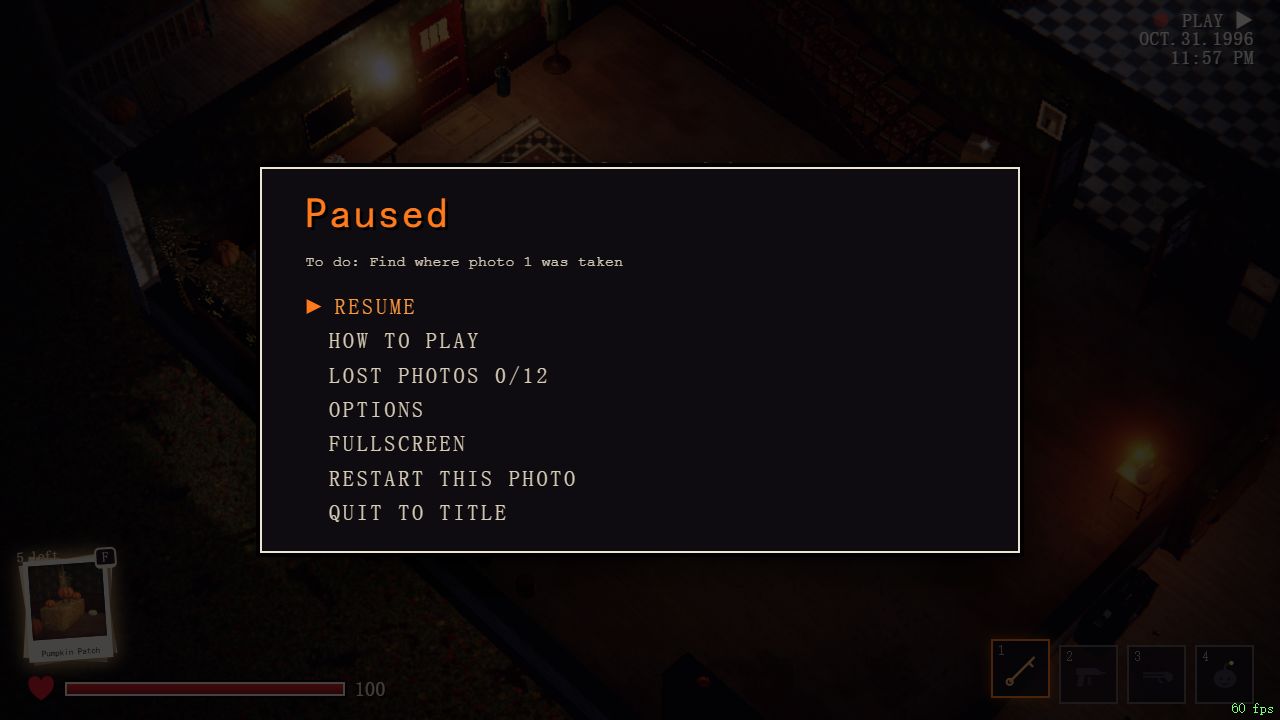 PLAY
OCT.31.1996
11:57 PM
Paused
To do: Find where photo 1 was taken
RESUME
HOW TO PLAY
LOST PHOTOS 0/12
OPTIONS
FULLSCREEN
RESTART THIS PHOTO
QUIT TO TITLE
5 left
F
Pumpkin Patch
100
1
2
3
4
60 fps